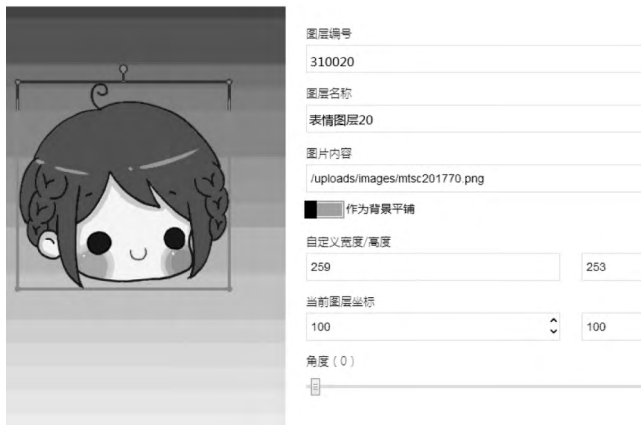 图层编号
310020
图层名称
表情图层20
图片内容
/uploads/images/mtsc201770.png
作为背景平铺
自定义宽度/高度
259 253
当前图层坐标
100 100
角度（0）